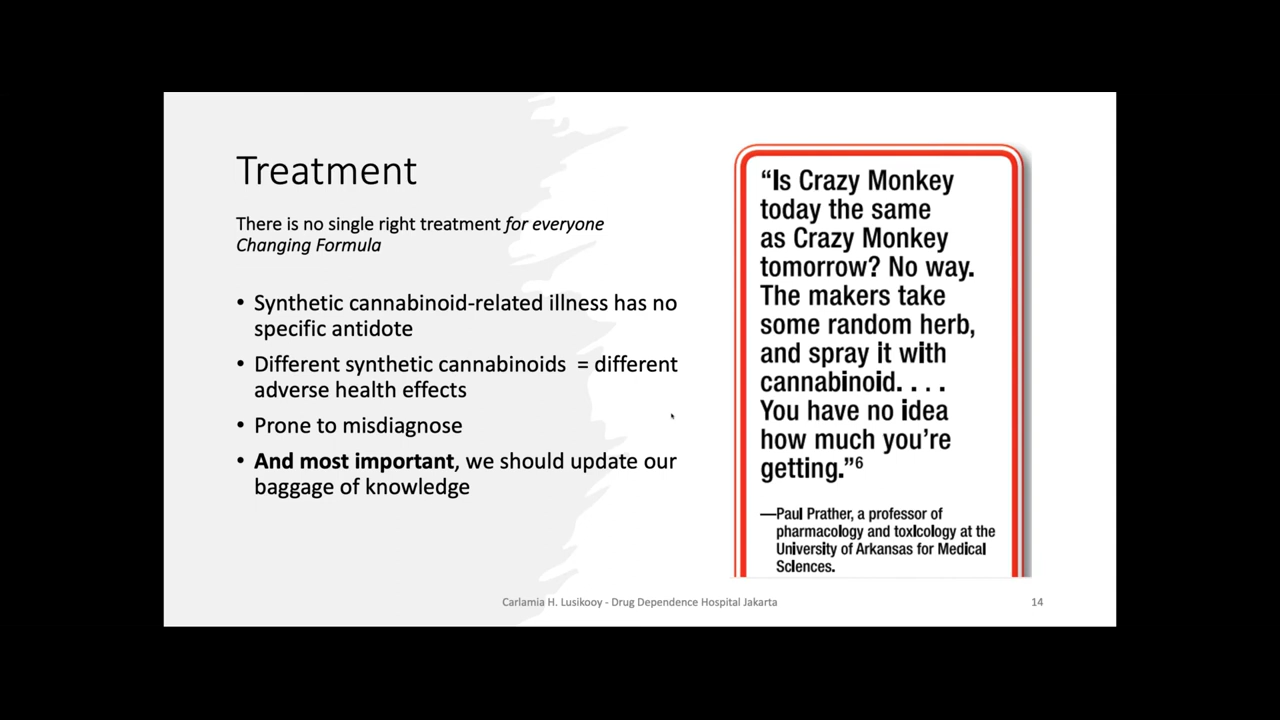 Treatment
There is no single right treatment for everyone
Changing Formula
• Synthetic cannabinoid-related illness has no
specific antidote
• Different synthetic cannabinoids = different
adverse health effects
• Prone to misdiagnose
• And most important, we should update our
baggage of knowledge
“Is Crazy Monkey
today the same
as Crazy Monkey
tomorrow? No way.
The makers take
some random herb,
and spray it with
cannabinoid. . . .
You have no idea
how much you’re
getting.”6
—Paul Prather, a professor of
pharmacology and toxicology at the
University of Arkansas for Medical
Sciences.
Carlamia H. Lusikooy - Drug Dependence Hospital Jakarta
14